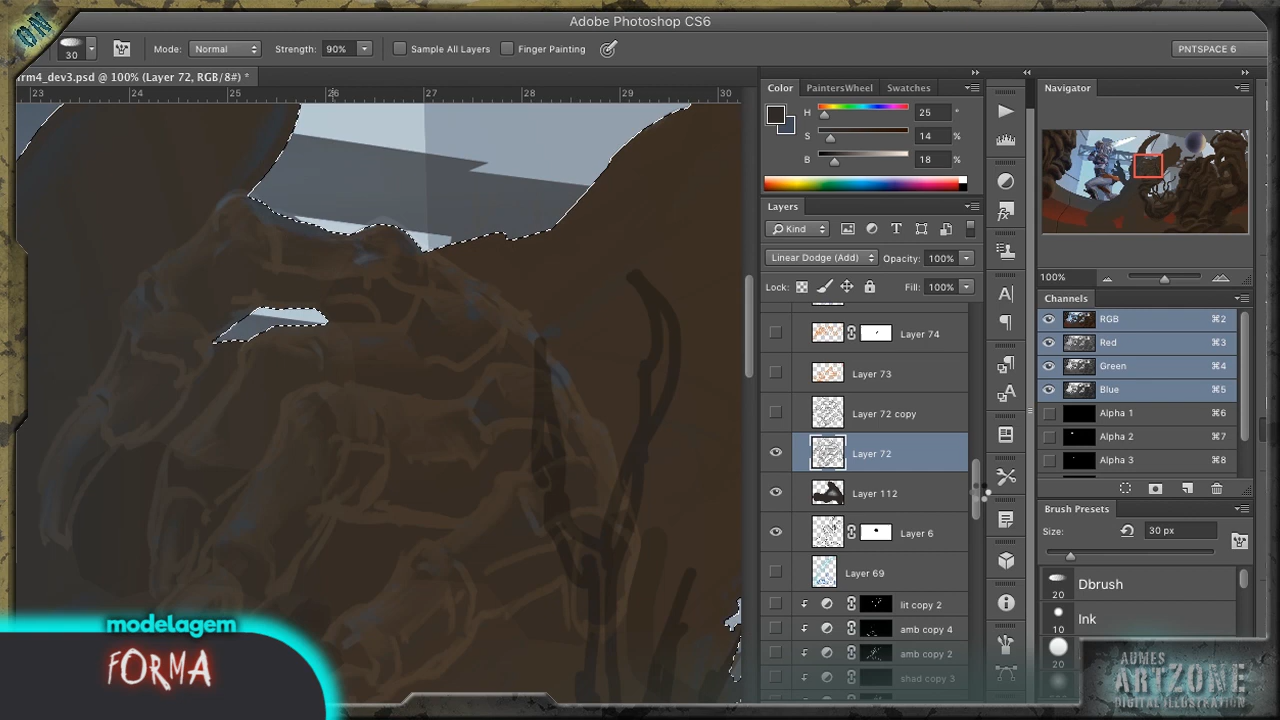 ON
Adobe Photoshop CS6
30
Mode: Normal
Strength: 90%
Sample All Layers
Finger Painting
PNTSPACE 6
rm4_dev3.psd @ 100% (Layer 72, RGB/8#) *
23 24 25 26 27 28 29 30
Color PaintersWheel Swatches
H 25 °
S 14 %
B 18 %
Layers
Kind
Linear Dodge (Add) Opacity: 100%
Lock: Fill: 100%
Layer 74
Layer 73
Layer 72 copy
Layer 72
Layer 112
Layer 6
Layer 69
lit copy 2
amb copy 4
amb copy 2
shad copy 3
Navigator
100%
Channels
RGB ⌘2
Red ⌘3
Green ⌘4
Blue ⌘5
Alpha 1 ⌘6
Alpha 2 ⌘7
Alpha 3 ⌘8
Brush Presets
Size: 30 px
Dbrush
20
Ink
10
20
modelagem
FORMA
AUMES
ARTZONE
DIGITAL ILLUSTRATION